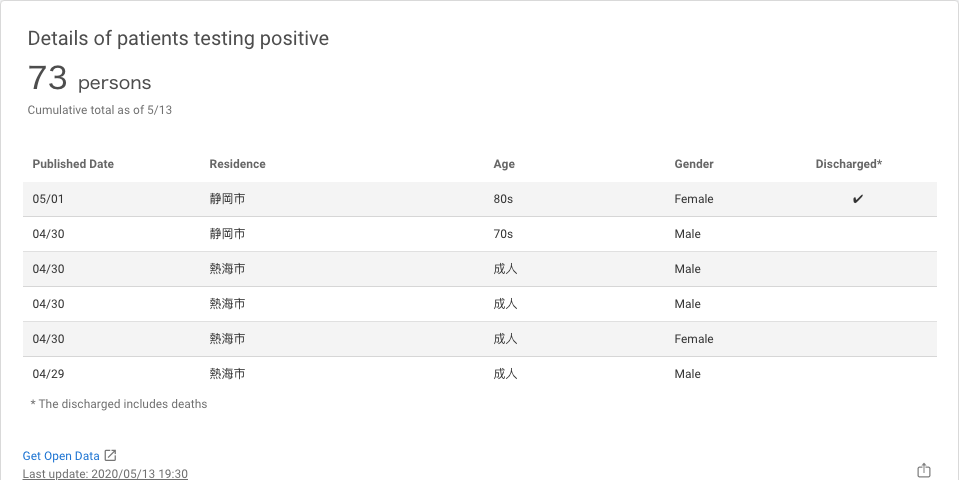 Details of patients testing positive
73 persons
Cumulative total as of 5/13
Published Date Residence Age Gender Discharged*
05/01 静岡市 80s Female ✔
04/30 静岡市 70s Male
04/30 熱海市 成人 Male
04/30 熱海市 成人 Male
04/30 熱海市 成人 Female
04/29 熱海市 成人 Male
* The discharged includes deaths
Get Open Data
Last update: 2020/05/13 19:30